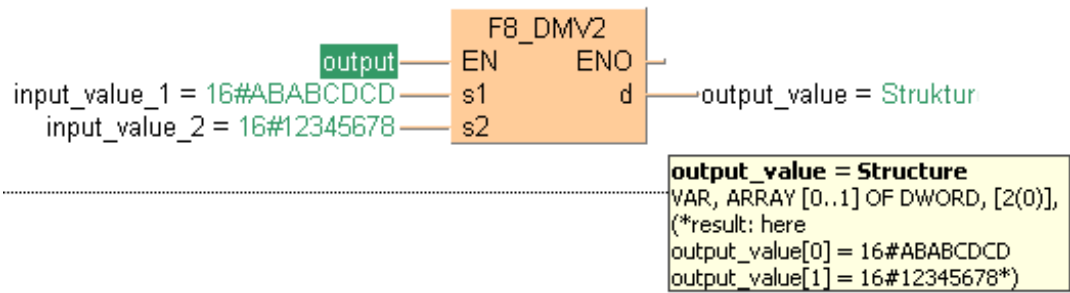 F8_DMV2
output EN ENO
input_value_1 = 16#ABABCDCD s1 d output_value = Struktur
input_value_2 = 16#12345678 s2
output_value = Structure
VAR, ARRAY [0..1] OF DWORD, [2(0)],
(*result: here
output_value[0] = 16#ABABCDCD
output_value[1] = 16#12345678*)